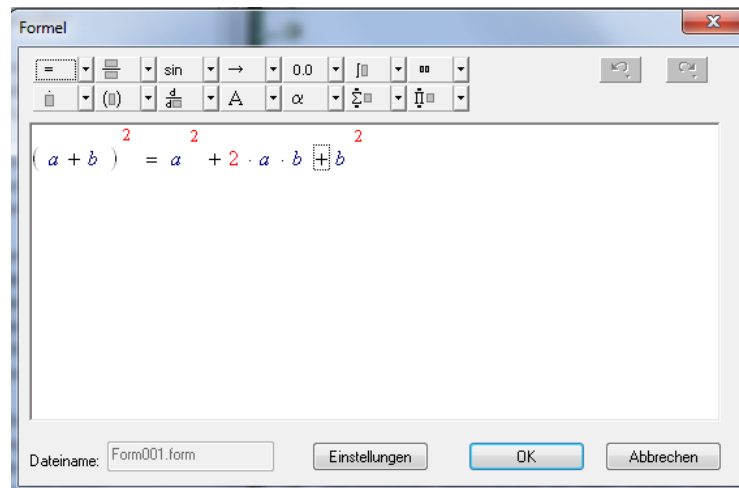 Formel
= sin → 0.0 ∫
(▯) d/▯ A α Σ Π
(a + b)² = a² + 2 · a · b + b²
Dateiname: Form001.form Einstellungen OK Abbrechen